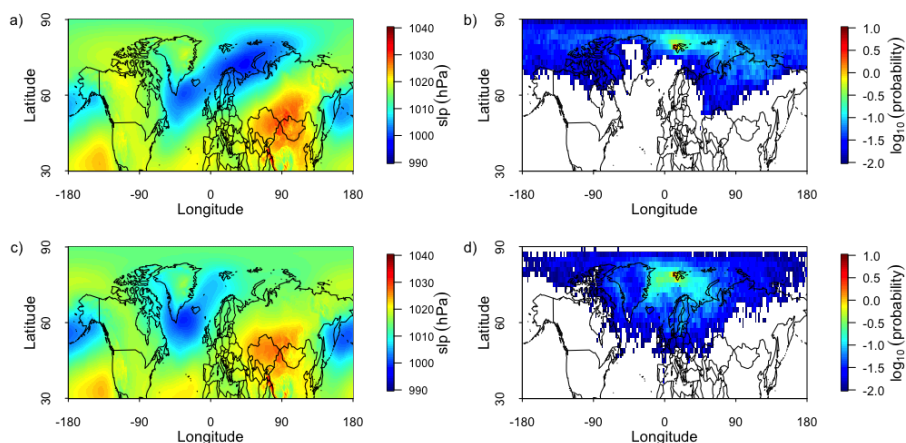 a)
90
60
30
Latitude
-180 -90 0 90 180
Longitude
1040
1030
1020
1010
1000
990
slp (hPa)
b)
90
60
30
Latitude
-180 -90 0 90 180
Longitude
1.0
0.5
0.0
-0.5
-1.0
-1.5
-2.0
log₁₀ (probability)
c)
90
60
30
Latitude
-180 -90 0 90 180
Longitude
1040
1030
1020
1010
1000
990
slp (hPa)
d)
90
60
30
Latitude
-180 -90 0 90 180
Longitude
1.0
0.5
0.0
-0.5
-1.0
-1.5
-2.0
log₁₀ (probability)